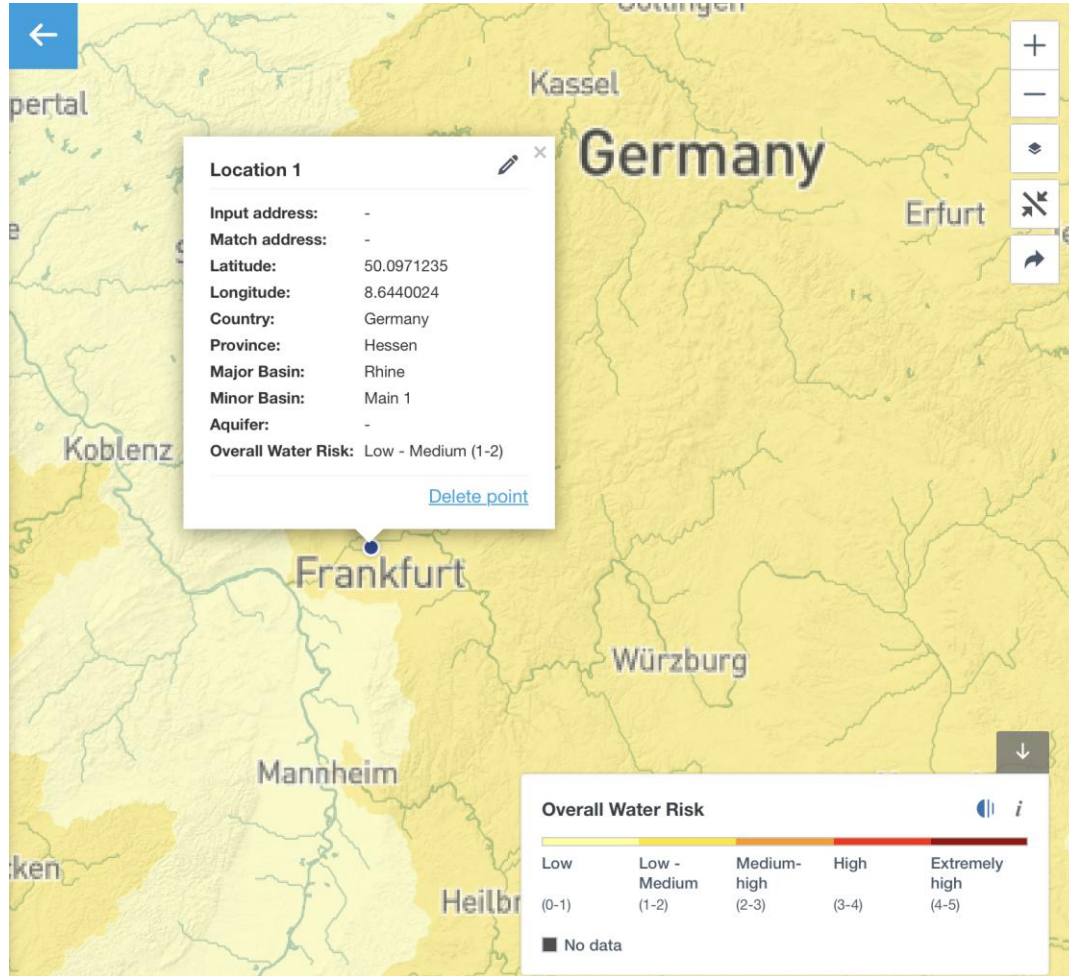 Kassel
pertal
Germany
Location 1
Input address: -
Match address: -
Latitude: 50.0971235
Longitude: 8.6440024
Country: Germany
Province: Hessen
Major Basin: Rhine
Minor Basin: Main 1
Aquifer: -
Overall Water Risk: Low - Medium (1-2)
Delete point
Erfurt
Koblenz
Frankfurt
Würzburg
Mannheim
ken
Heilbr
Overall Water Risk
i
Low Low - Medium Medium-high High Extremely high
(0-1) (1-2) (2-3) (3-4) (4-5)
No data